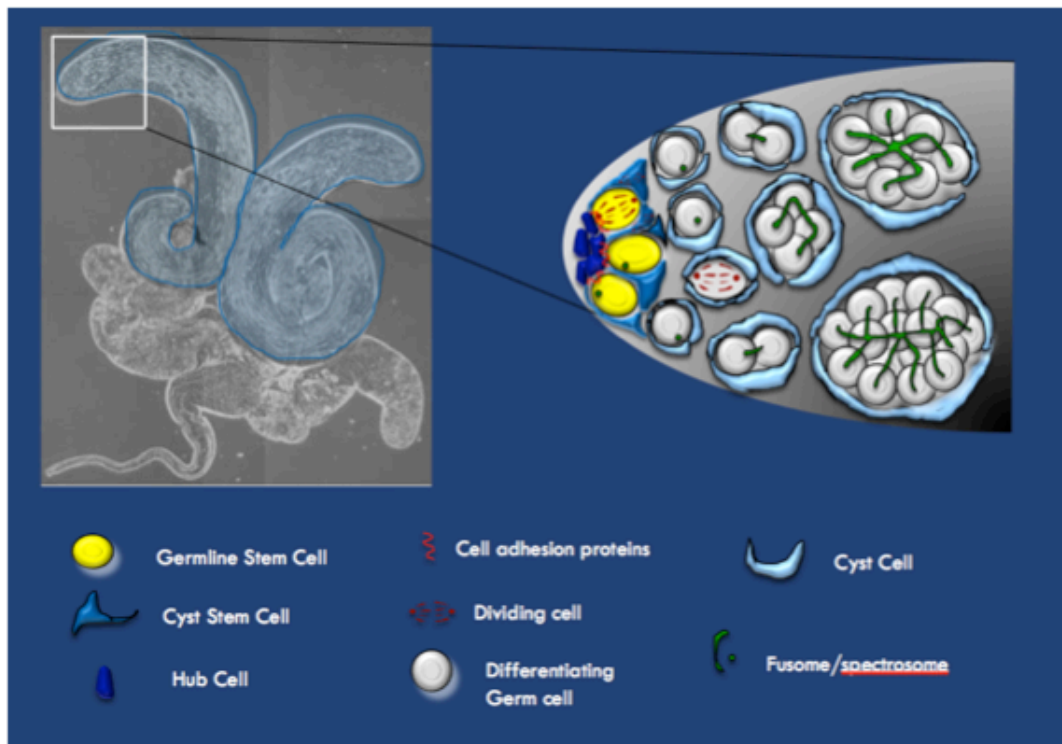 Germline Stem Cell
Cell adhesion proteins
Cyst Cell
Cyst Stem Cell
Dividing cell
Hub Cell
Differentiating
Germ cell
Fusome/spectrosome